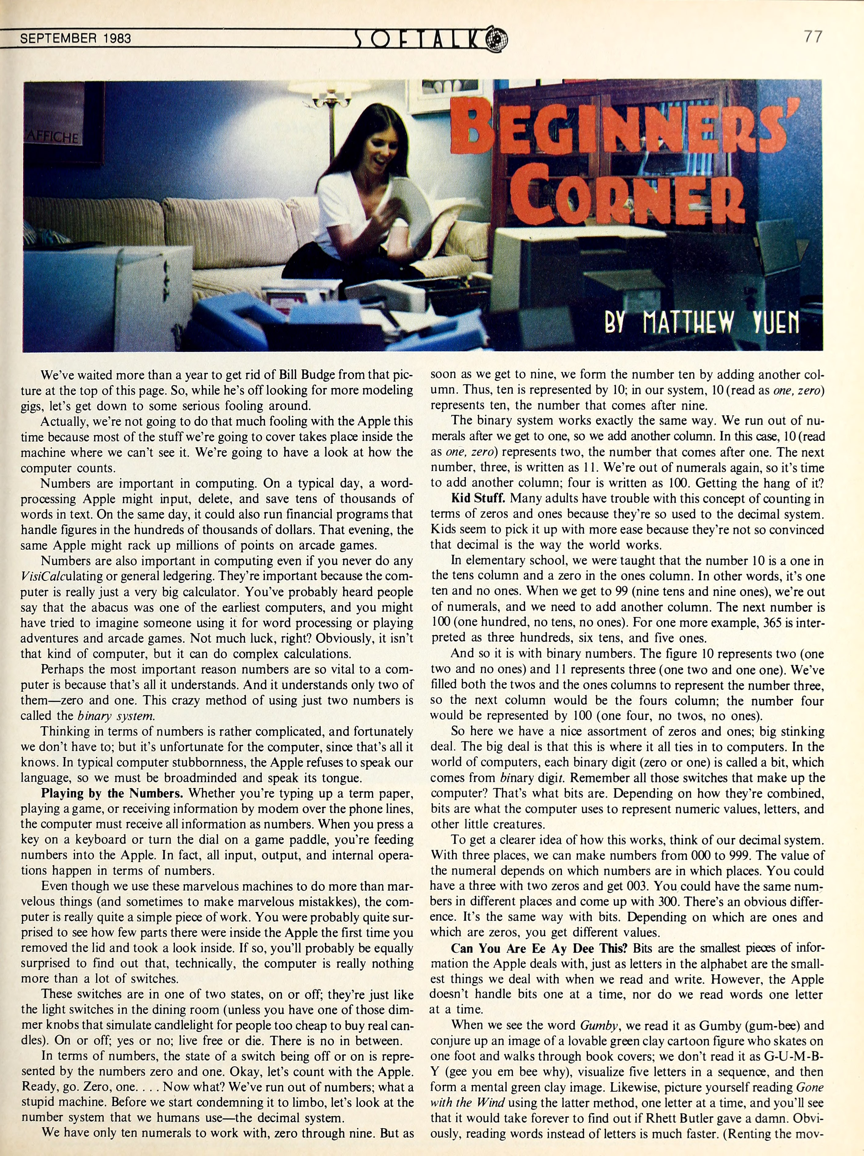 SEPTEMBER 1983
SOFTALK
77
AFFICHE
BEGINNERS'
CORNER
BY MATTHEW YUEN
We've waited more than a year to get rid of Bill Budge from that pic-
ture at the top of this page. So, while he's off looking for more modeling
gigs, let's get down to some serious fooling around.
Actually, we're not going to do that much fooling with the Apple this
time because most of the stuff we're going to cover takes place inside the
machine where we can't see it. We're going to have a look at how the
computer counts.
Numbers are important in computing. On a typical day, a word-
processing Apple might input, delete, and save tens of thousands of
words in text. On the same day, it could also run financial programs that
handle figures in the hundreds of thousands of dollars. That evening, the
same Apple might rack up millions of points on arcade games.
Numbers are also important in computing even if you never do any
VisiCalculating or general ledgering. They're important because the com-
puter is really just a very big calculator. You've probably heard people
say that the abacus was one of the earliest computers, and you might
have tried to imagine someone using it for word processing or playing
adventures and arcade games. Not much luck, right? Obviously, it isn't
that kind of computer, but it can do complex calculations.
Perhaps the most important reason numbers are so vital to a com-
puter is because that's all it understands. And it understands only two of
them—zero and one. This crazy method of using just two numbers is
called the binary system.
Thinking in terms of numbers is rather complicated, and fortunately
we don't have to; but it's unfortunate for the computer, since that's all it
knows. In typical computer stubbornness, the Apple refuses to speak our
language, so we must be broadminded and speak its tongue.
Playing by the Numbers. Whether you're typing up a term paper,
playing a game, or receiving information by modem over the phone lines,
the computer must receive all information as numbers. When you press a
key on a keyboard or turn the dial on a game paddle, you're feeding
numbers into the Apple. In fact, all input, output, and internal opera-
tions happen in terms of numbers.
Even though we use these marvelous machines to do more than mar-
velous things (and sometimes to make marvelous mistakkes), the com-
puter is really quite a simple piece of work. You were probably quite sur-
prised to see how few parts there were inside the Apple the first time you
removed the lid and took a look inside. If so, you'll probably be equally
surprised to find out that, technically, the computer is really nothing
more than a lot of switches.
These switches are in one of two states, on or off; they're just like
the light switches in the dining room (unless you have one of those dim-
mer knobs that simulate candlelight for people too cheap to buy real can-
dles). On or off; yes or no; live free or die. There is no in between.
In terms of numbers, the state of a switch being off or on is repre-
sented by the numbers zero and one. Okay, let's count with the Apple.
Ready, go. Zero, one. . . . Now what? We've run out of numbers; what a
stupid machine. Before we start condemning it to limbo, let's look at the
number system that we humans use—the decimal system.
We have only ten numerals to work with, zero through nine. But as
soon as we get to nine, we form the number ten by adding another col-
umn. Thus, ten is represented by 10; in our system, 10 (read as one, zero)
represents ten, the number that comes after nine.
The binary system works exactly the same way. We run out of nu-
merals after we get to one, so we add another column. In this case, 10 (read
as one, zero) represents two, the number that comes after one. The next
number, three, is written as 11. We're out of numerals again, so it's time
to add another column; four is written as 100. Getting the hang of it?
Kid Stuff. Many adults have trouble with this concept of counting in
terms of zeros and ones because they're so used to the decimal system.
Kids seem to pick it up with more ease because they're not so convinced
that decimal is the way the world works.
In elementary school, we were taught that the number 10 is a one in
the tens column and a zero in the ones column. In other words, it's one
ten and no ones. When we get to 99 (nine tens and nine ones), we're out
of numerals, and we need to add another column. The next number is
100 (one hundred, no tens, no ones). For one more example, 365 is inter-
preted as three hundreds, six tens, and five ones.
And so it is with binary numbers. The figure 10 represents two (one
two and no ones) and 11 represents three (one two and one one). We've
filled both the twos and the ones columns to represent the number three,
so the next column would be the fours column; the number four
would be represented by 100 (one four, no twos, no ones).
So here we have a nice assortment of zeros and ones; big stinking
deal. The big deal is that this is where it all ties in to computers. In the
world of computers, each binary digit (zero or one) is called a bit, which
comes from binary digit. Remember all those switches that make up the
computer? That's what bits are. Depending on how they're combined,
bits are what the computer uses to represent numeric values, letters, and
other little creatures.
To get a clearer idea of how this works, think of our decimal system.
With three places, we can make numbers from 000 to 999. The value of
the numeral depends on which numbers are in which places. You could
have a three with two zeros and get 003. You could have the same num-
bers in different places and come up with 300. There's an obvious differ-
ence. It's the same way with bits. Depending on which are ones and
which are zeros, you get different values.
Can You Are Ee Ay Dee This? Bits are the smallest pieces of infor-
mation the Apple deals with, just as letters in the alphabet are the small-
est things we deal with when we read and write. However, the Apple
doesn't handle bits one at a time, nor do we read words one letter
at a time.
When we see the word Gumby, we read it as Gumby (gum-bee) and
conjure up an image of a lovable green clay cartoon figure who skates on
one foot and walks through book covers; we don't read it as G-U-M-B-
Y (gee you em bee why), visualize five letters in a sequence, and then
form a mental green clay image. Likewise, picture yourself reading Gone
with the Wind using the latter method, one letter at a time, and you'll see
that it would take forever to find out if Rhett Butler gave a damn. Obvi-
ously, reading words instead of letters is much faster. (Renting the mov-